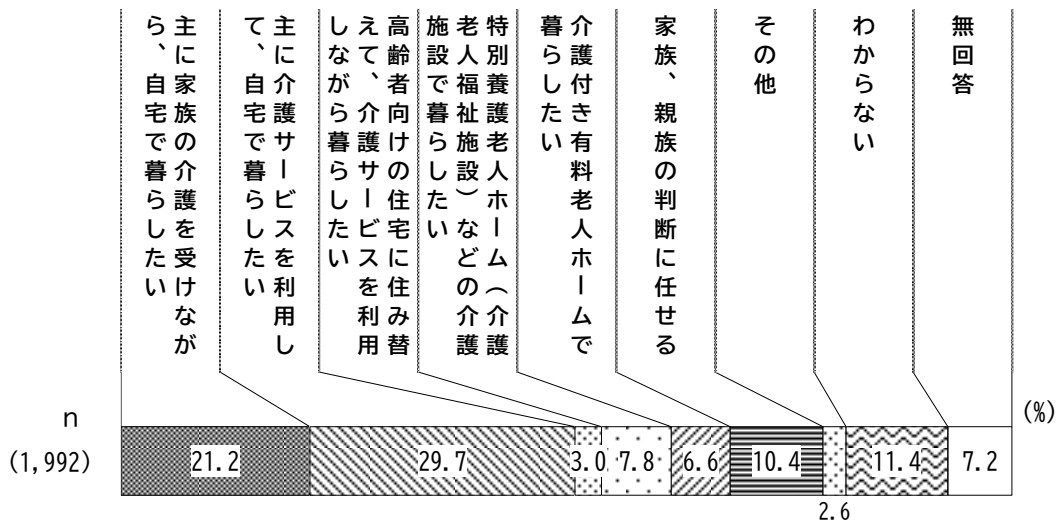 主に家族の介護を受けなが
ら、自宅で暮らしたい
主に介護サービスを利用し
て、自宅で暮らしたい
高齢者向けの住宅に住み替
えて、介護サービスを利用
しながら暮らしたい
特別養護老人ホーム（介護
老人福祉施設）などの介護
施設で暮らしたい
介護付き有料老人ホームで
暮らしたい
家族、親族の判断に任せる
その他
わからない
無回答
n
(%)
(1,992)
21.2
29.7
3.0
7.8
6.6
10.4
2.6
11.4
7.2